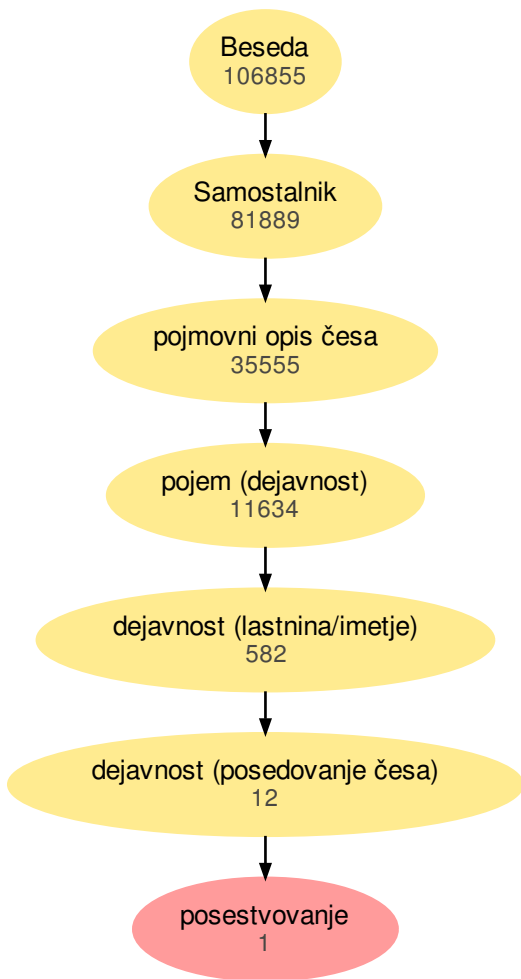 Beseda
106855
Samostalnik
81889
pojmovni opis česa
35555
pojem (dejavnost)
11634
dejavnost (lastnina/imetje)
582
dejavnost (posedovanje česa)
12
posestvovanje
1